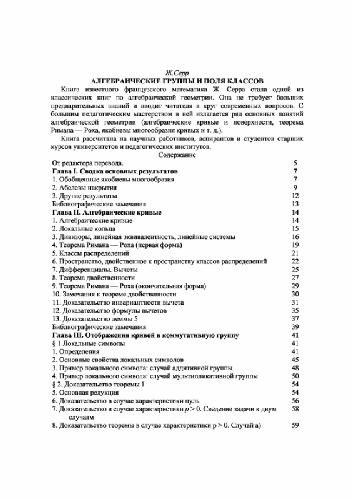 Ж.Серр
АЛГЕБРАИЧЕСКИЕ ГРУППЫ И ПОЛЯ КЛАССОВ
Книга известного французского математика Ж. Серра стала одной из
классических книг по алгебраической геометрии. Она не требует больших
предварительных знаний и вводит читателя в круг современных вопросов. С
большим педагогическим мастерством в ней излагается ряд основных понятий
алгебраической геометрии (алгебраические кривые и поверхности, теорема
Римана — Роха, якобиевы многообразия кривых и т. д.).
Книга рассчитана на научных работников, аспирантов и студентов старших
курсов университетов и педагогических институтов.
Содержание
От редактора перевода. 5
Глава I. Сводка основных результатов 7
1. Обобщенные якобиевы многообразия 7
2. Абелевы накрытия 9
3. Другие результаты 12
Библиографические замечания 13
Глава II. Алгебраические кривые 14
1. Алгебраические кривые 14
2. Локальные кольца 15
3. Дивизоры, линейная эквивалентность, линейные системы 16
4. Теорема Римана — Роха (первая форма) 19
5. Классы распределений 21
6. Пространство, двойственное к пространству классов распределений 22
7. Дифференциалы. Вычеты 25
8. Теорема двойственности 27
9. Теорема Римана — Роха (окончательная форма) 29
10. Замечания к теореме двойственности 30
11. Доказательство инвариантности вычета 31
12. Доказательство формулы вычетов 35
13. Доказательство леммы 5 37
Библиографические замечания 39
Глава III. Отображения кривой в коммутативную группу 41
§ 1 Локальные символы 41
1. Определения 41
2. Основные свойства локальных символов 45
3. Пример локального символа: случай аддитивной группы 48
4. Пример локального символа: случай мультипликативной группы 50
§ 2. Доказательство теоремы 1 54
5. Основная редукция 54
6. Доказательство в случае характеристики нуль 56
7. Доказательство в случае характеристики p > 0. Сведение задачи к двум 58
случаям
8. Доказательство теоремы в случае характеристики p > 0. Случай а) 59